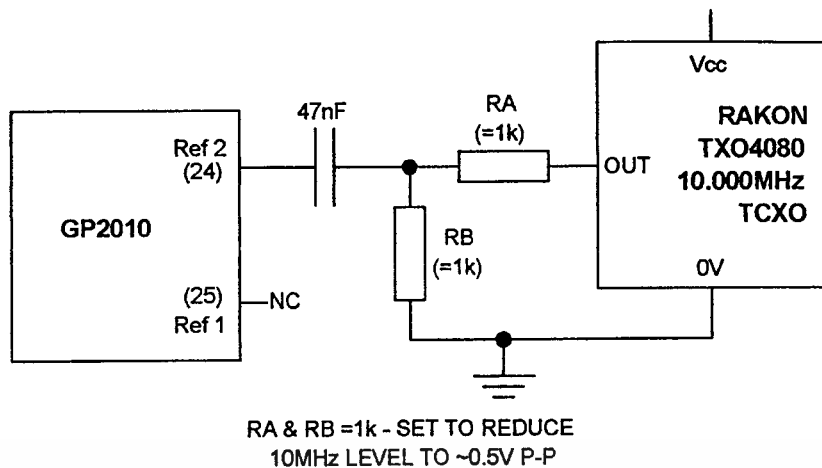 47nF
RA
(=1k)
Vcc
RAKON
TXO4080
10.000MHz
TCXO
OUT
0V
Ref 2
(24)
GP2010
(25)
Ref 1
NC
RB
(=1k)
RA & RB =1k - SET TO REDUCE
10MHz LEVEL TO ~0.5V P-P